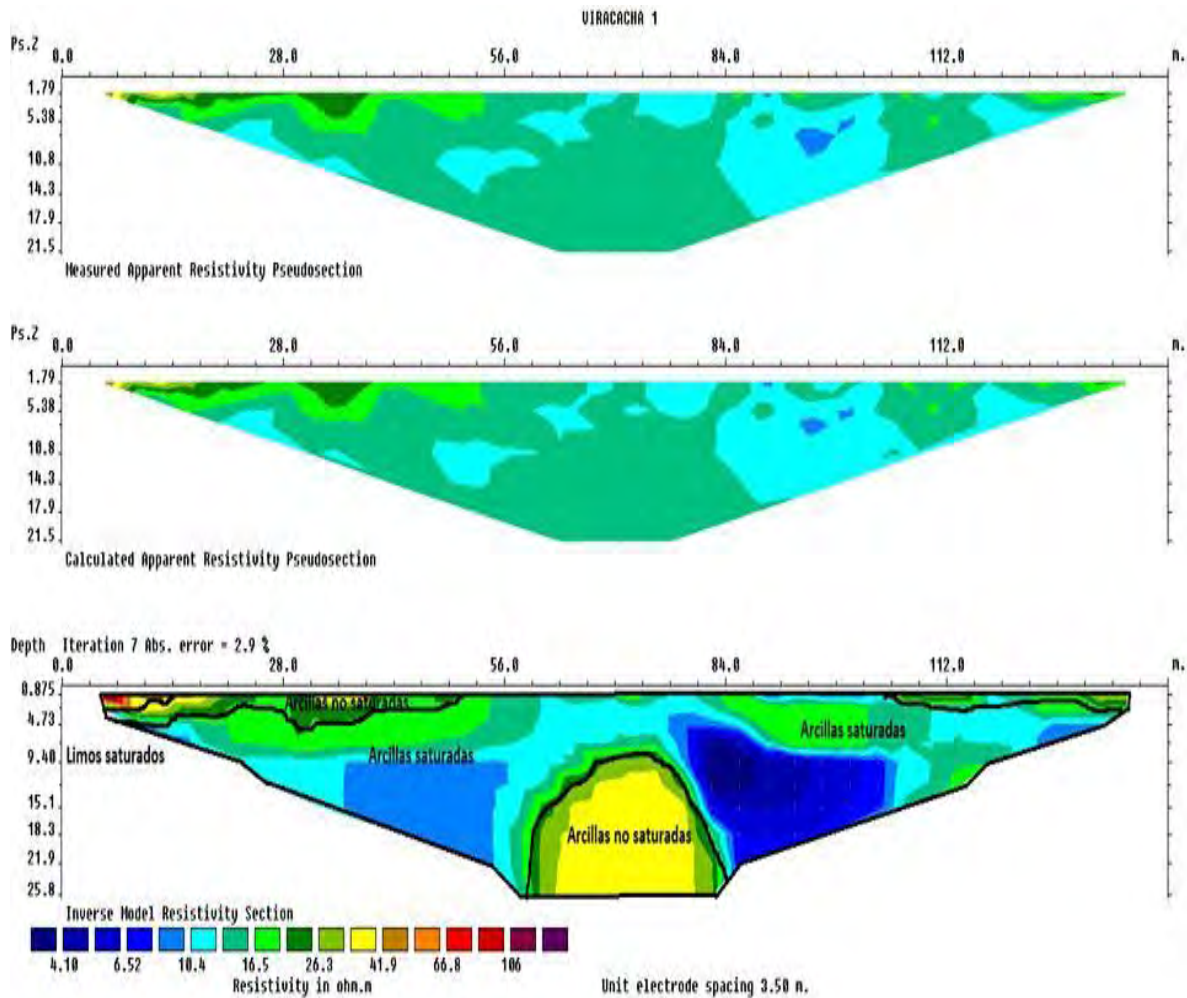 VIRACACHA 1
Ps.Z 0.0 28.0 56.0 84.0 112.0 m.
1.79
5.38
10.8
14.3
17.9
21.5
Measured Apparent Resistivity Pseudosection
Ps.Z 0.0 28.0 56.0 84.0 112.0 m.
1.79
5.38
10.8
14.3
17.9
21.5
Calculated Apparent Resistivity Pseudosection
Depth Iteration 7 Abs. error = 2.9 %
0.0 28.0 56.0 84.0 112.0 m.
0.875
Arcillas no saturadas
4.73
Arcillas saturadas
Limos saturados
Arcillas saturadas
9.40
15.1
18.3
Arcillas no saturadas
21.9
25.8
Inverse Model Resistivity Section
4.10 6.52 10.4 16.5 26.3 41.9 66.8 106
Resistivity in ohm.m
Unit electrode spacing 3.50 m.